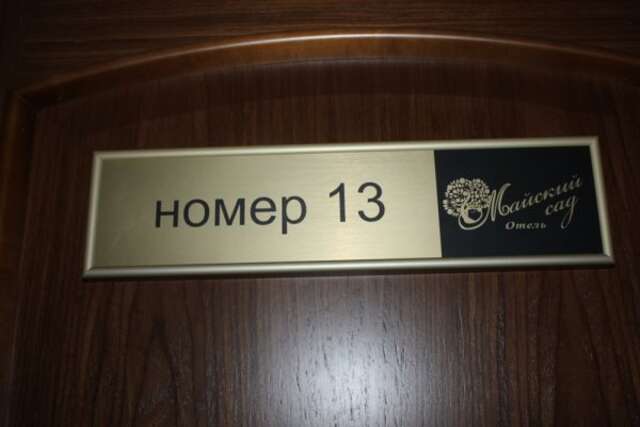 номер 13
Майский
сад
Отель